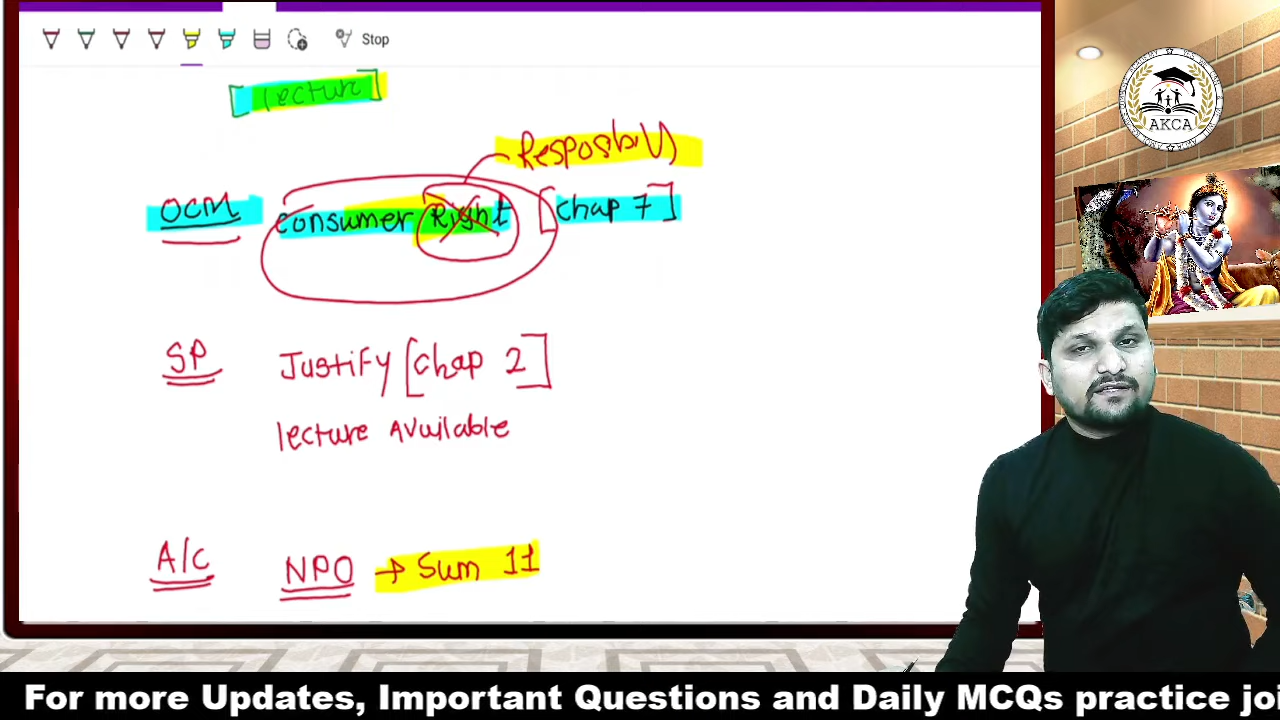 Stop
[lecture]
Resposibily
OCM consumer Right [chap 7]
SP Justify [chap 2]
lecture Available
A/C NPO → Sum 11
AKCA
For more Updates, Important Questions and Daily MCQs practice joi